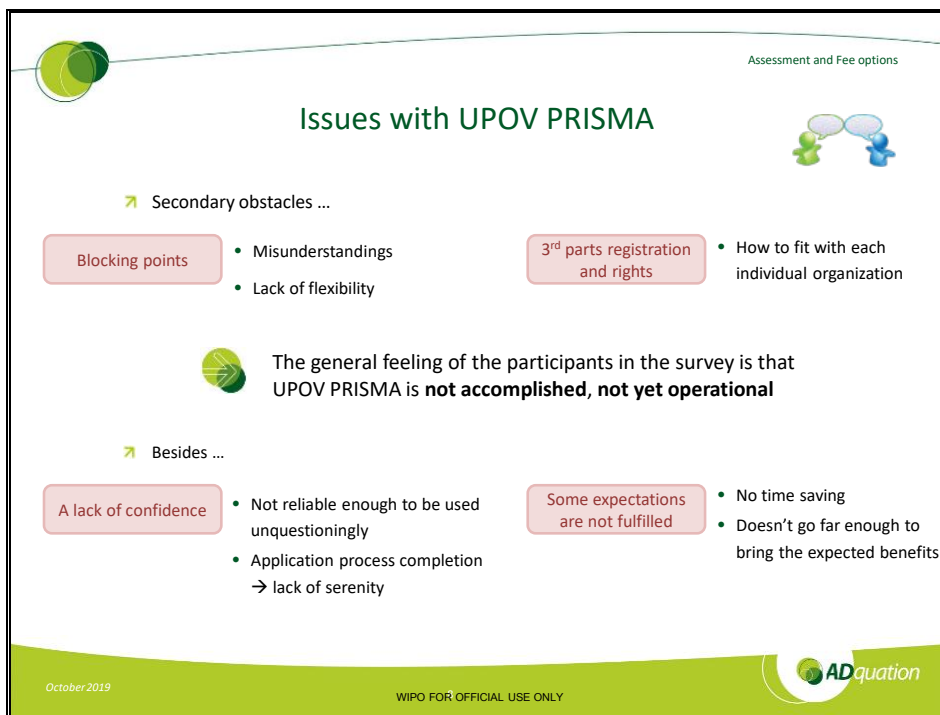 Assessment and Fee options
Issues with UPOV PRISMA
Secondary obstacles ...
Blocking points
• Misunderstandings
• Lack of flexibility
3rd parts registration
and rights
• How to fit with each
individual organization
The general feeling of the participants in the survey is that
UPOV PRISMA is not accomplished, not yet operational
Besides ...
A lack of confidence
• Not reliable enough to be used
unquestioningly
• Application process completion
→ lack of serenity
Some expectations
are not fulfilled
• No time saving
• Doesn't go far enough to
bring the expected benefits
October 2019
WIPO FOR OFFICIAL USE ONLY
ADquation